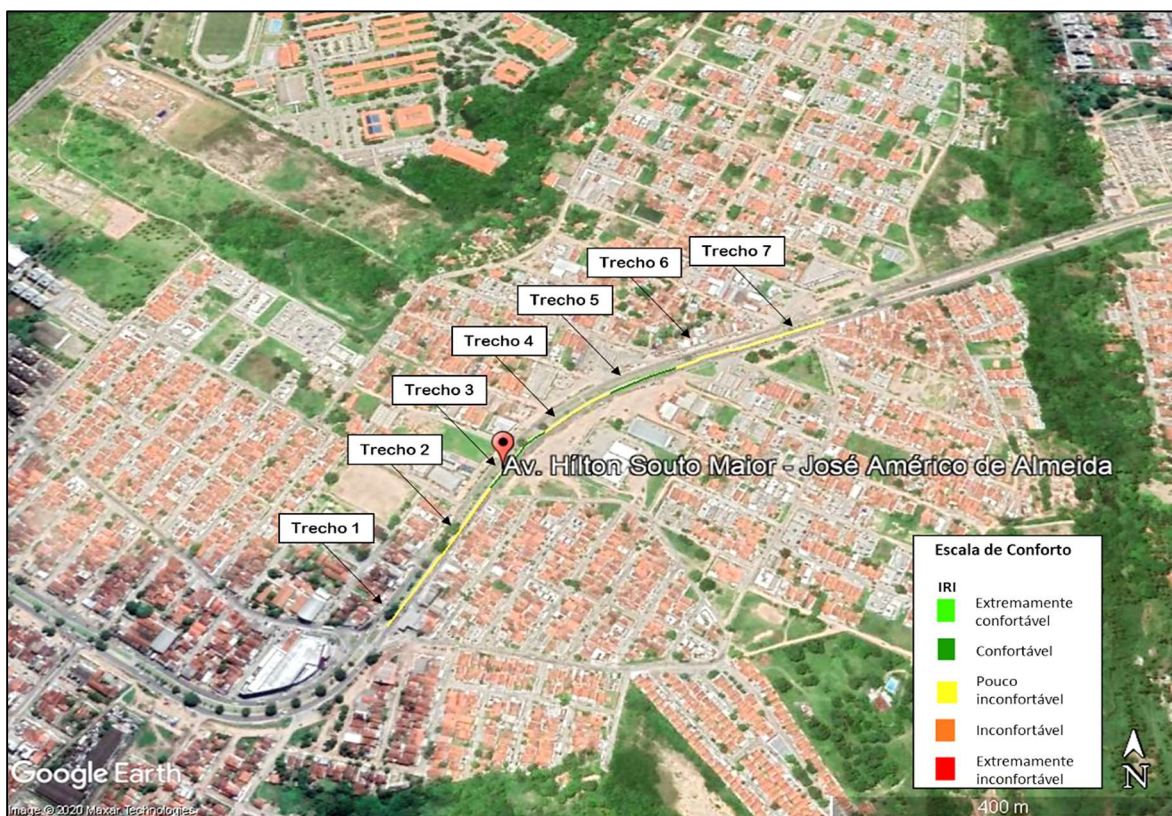 Trecho 7
Trecho 6
Trecho 5
Trecho 4
Trecho 3
Trecho 2
Av. Hílton Souto Maior - José Américo de Almeida
Trecho 1
Escala de Conforto
IRI
Extremamente
confortável
Confortável
Pouco
inconfortável
Inconfortável
Extremamente
inconfortável
N
Google Earth
Image © 2020 Maxar Technologies
400 m